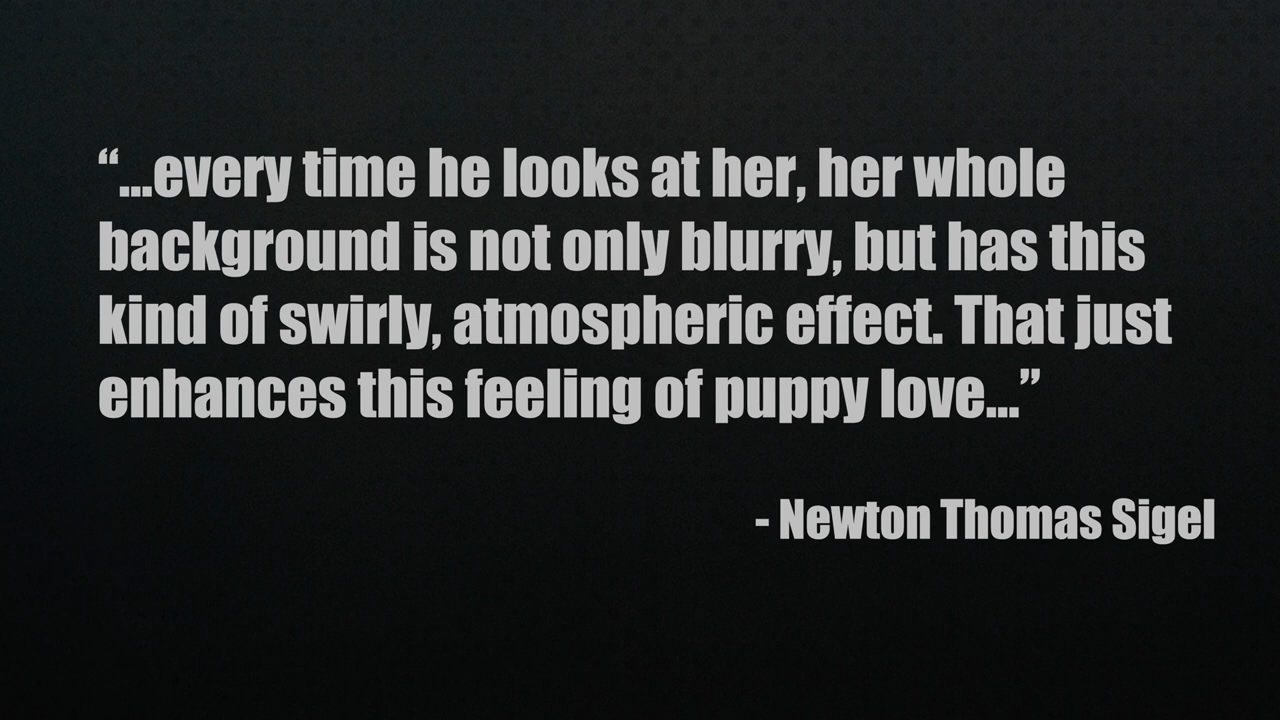 “...every time he looks at her, her whole
background is not only blurry, but has this
kind of swirly, atmospheric effect. That just
enhances this feeling of puppy love...”
- Newton Thomas Sigel